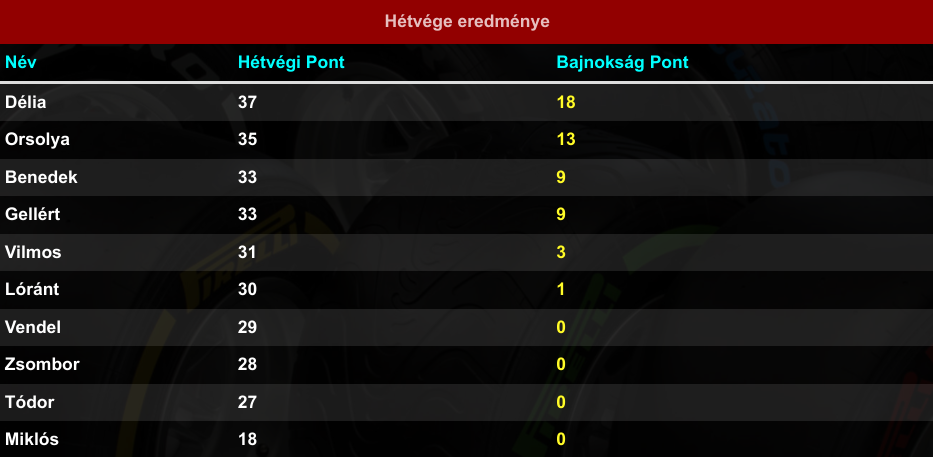 Hétvége eredménye
Név Hétvégi Pont Bajnokság Pont
Délia 37 18
Orsolya 35 13
Benedek 33 9
Gellért 33 9
Vilmos 31 3
Lóránt 30 1
Vendel 29 0
Zsombor 28 0
Tódor 27 0
Miklós 18 0
PIRELLI